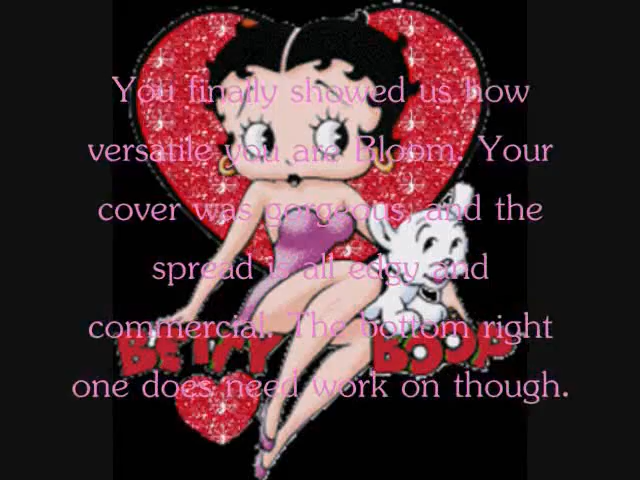 You finally showed us how
versatile you are Bloom. Your
cover was gorgeous, and the
spread is all edgy and
commercial. The bottom right
BETTY BOOP
one does need work on though.